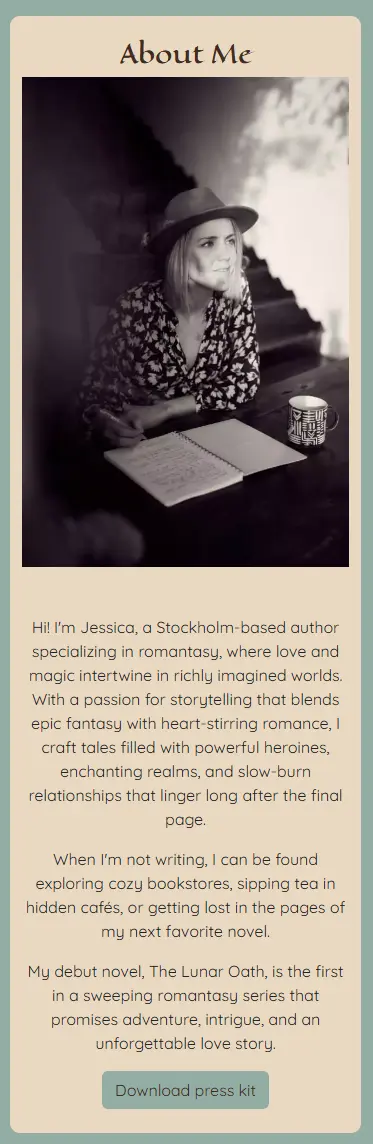 About Me
Hi! I'm Jessica, a Stockholm-based author
specializing in romantasy, where love and
magic intertwine in richly imagined worlds.
With a passion for storytelling that blends
epic fantasy with heart-stirring romance, I
craft tales filled with powerful heroines,
enchanting realms, and slow-burn
relationships that linger long after the final
page.
When I'm not writing, I can be found
exploring cozy bookstores, sipping tea in
hidden cafés, or getting lost in the pages of
my next favorite novel.
My debut novel, The Lunar Oath, is the first
in a sweeping romantasy series that
promises adventure, intrigue, and an
unforgettable love story.
Download press kit